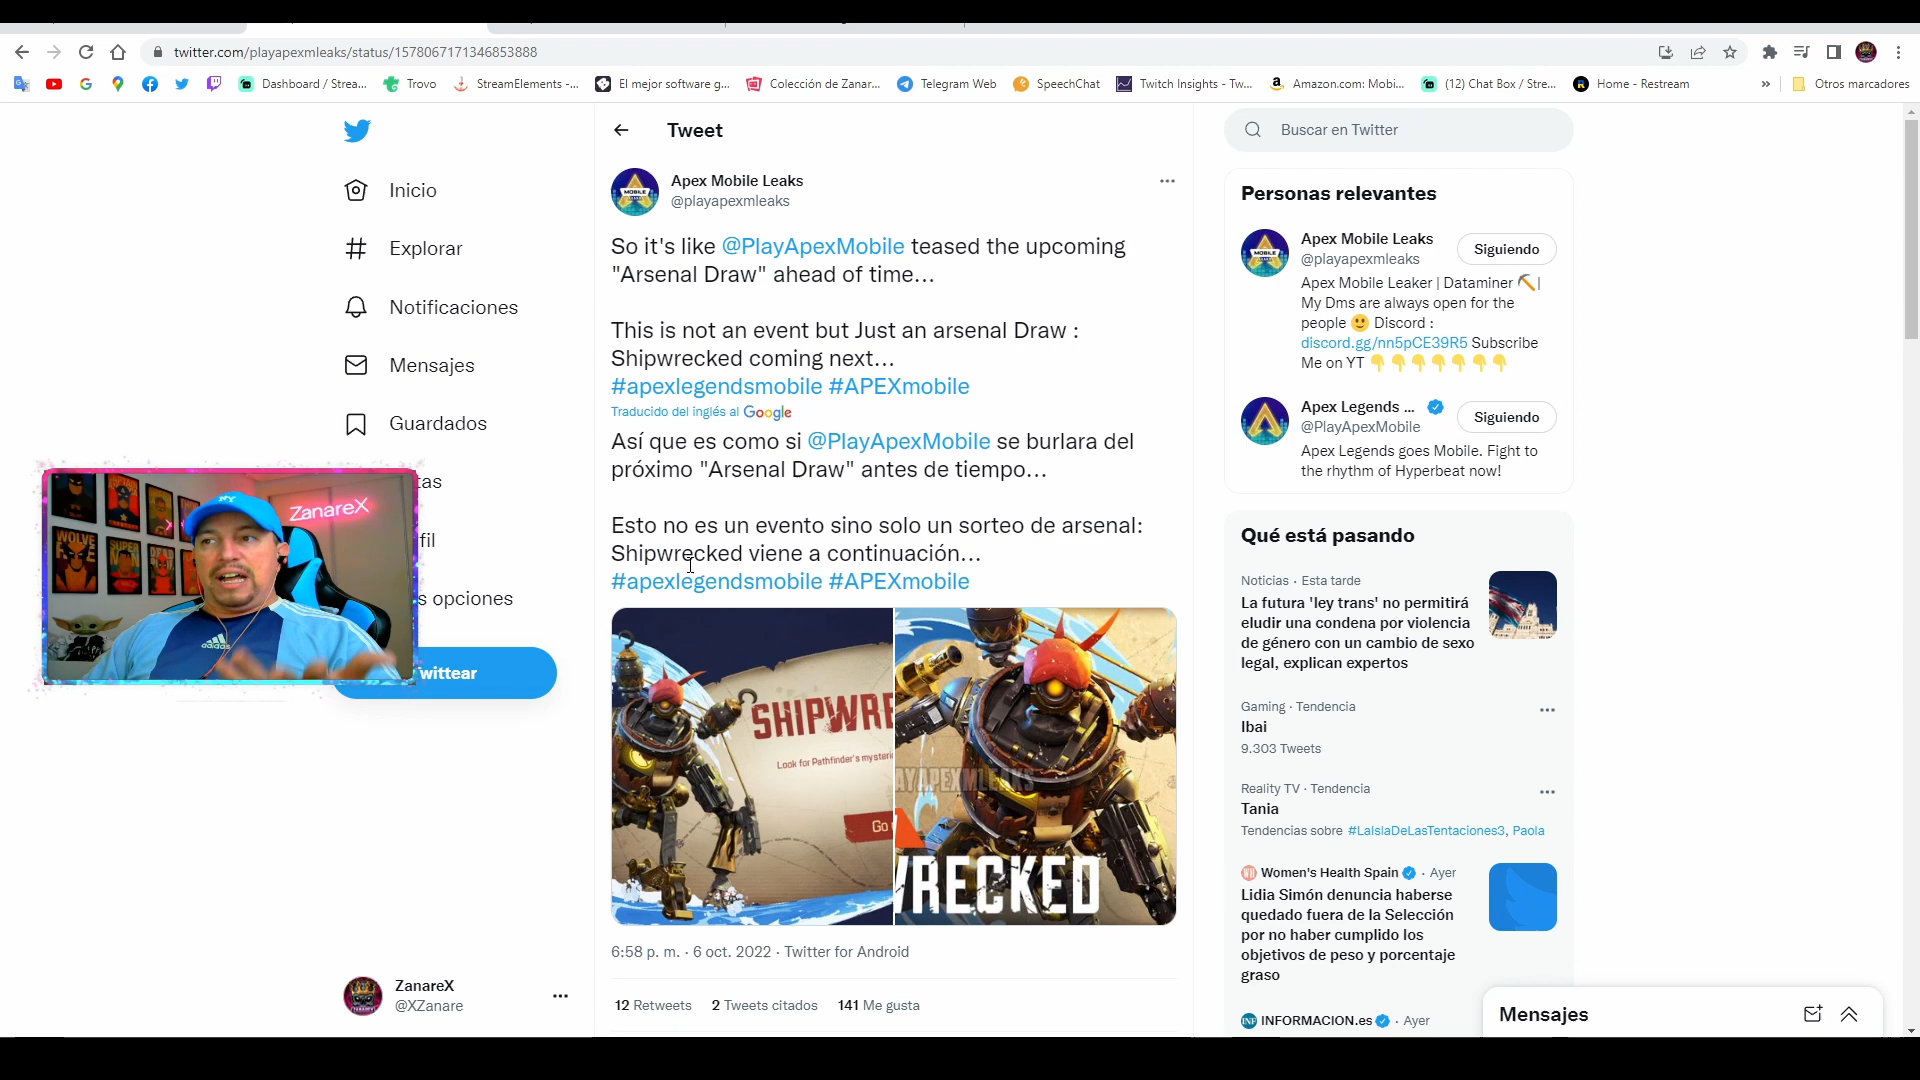 twitter.com/playapexmleaks/status/1578067171346853888
Dashboard / Strea...
Trovo
StreamElements -...
El mejor software g...
Colección de Zanar...
Telegram Web
SpeechChat
Twitch Insights - Tw...
Amazon.com: Mobi...
(12) Chat Box / Stre...
Home - Restream
»
Otros marcadores
Inicio
Explorar
Notificaciones
Mensajes
Guardados
tas
fil
s opciones
wittear
ZanareX
WOLVE
SUPER
DEAD
NY
adidas
ZanareX
@XZanare
Tweet
Apex Mobile Leaks
@playapexmleaks
So it's like @PlayApexMobile teased the upcoming
"Arsenal Draw" ahead of time...
This is not an event but Just an arsenal Draw :
Shipwrecked coming next...
#apexlegendsmobile #APEXmobile
Traducido del inglés al Google
Así que es como si @PlayApexMobile se burlara del
próximo "Arsenal Draw" antes de tiempo...
Esto no es un evento sino solo un sorteo de arsenal:
Shipwrecked viene a continuación...
#apexlegendsmobile #APEXmobile
SHIPWRE
Look for Pathfinder's mysteri
Go
AYAPEXMLEAKS
WRECKED
6:58 p. m. · 6 oct. 2022 · Twitter for Android
12 Retweets 2 Tweets citados 141 Me gusta
Buscar en Twitter
Personas relevantes
MOBILE
Apex Mobile Leaks
@playapexmleaks
Siguiendo
Apex Mobile Leaker | Dataminer ⛏️|
My Dms are always open for the
people 🙂 Discord :
discord.gg/nn5pCE39R5 Subscribe
Me on YT 👇👇👇👇👇👇👇
Apex Legends ...
@PlayApexMobile
Siguiendo
Apex Legends goes Mobile. Fight to
the rhythm of Hyperbeat now!
Qué está pasando
Noticias · Esta tarde
La futura 'ley trans' no permitirá
eludir una condena por violencia
de género con un cambio de sexo
legal, explican expertos
Gaming · Tendencia
Ibai
9.303 Tweets
Reality TV · Tendencia
Tania
Tendencias sobre #LaIslaDeLasTentaciones3, Paola
Women's Health Spain · Ayer
Lidia Simón denuncia haberse
quedado fuera de la Selección
por no haber cumplido los
objetivos de peso y porcentaje
graso
INF INFORMACION.es · Ayer
Mensajes